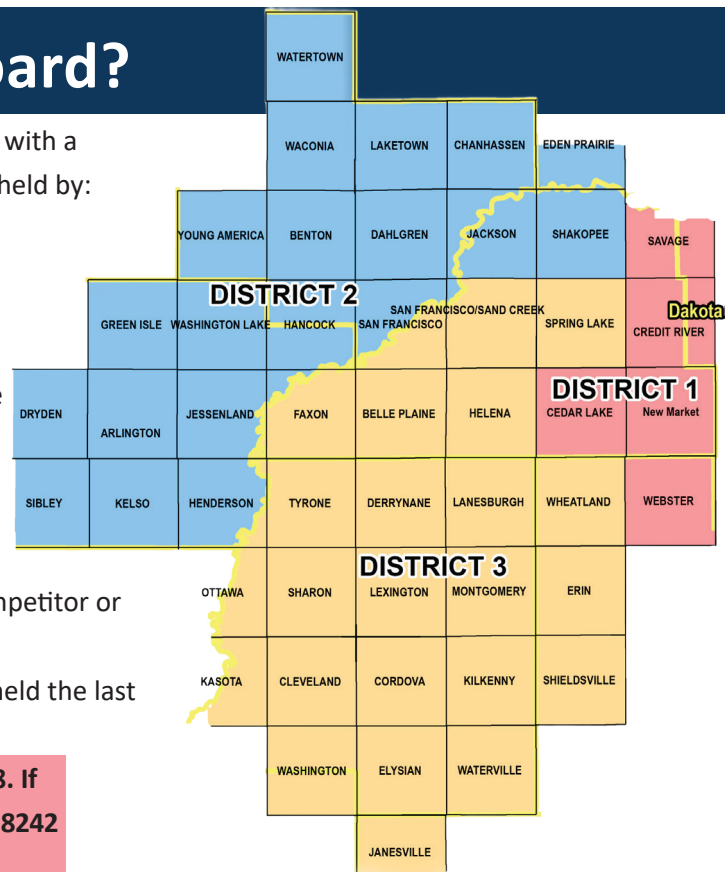 oard?
with a
held by:
e
mpetitor or
held the last
3. If
8242
WATERTOWN
WACONIA LAKETOWN CHANHASSEN EDEN PRAIRIE
YOUNG AMERICA BENTON DAHLGREN JACKSON SHAKOPEE SAVAGE
DISTRICT 2
GREEN ISLE WASHINGTON LAKE HANCOCK SAN FRANCISCO SAN FRANCISCO/SAND CREEK SPRING LAKE CREDIT RIVER
Dakota
DISTRICT 1
DRYDEN ARLINGTON JESSENLAND FAXON BELLE PLAINE HELENA CEDAR LAKE New Market
SIBLEY KELSO HENDERSON TYRONE DERRYNANE LANESBURGH WHEATLAND WEBSTER
DISTRICT 3
OTTAWA SHARON LEXINGTON MONTGOMERY ERIN
KASOTA CLEVELAND CORDOVA KILKENNY SHIELDSVILLE
WASHINGTON ELYSIAN WATERVILLE
JANESVILLE